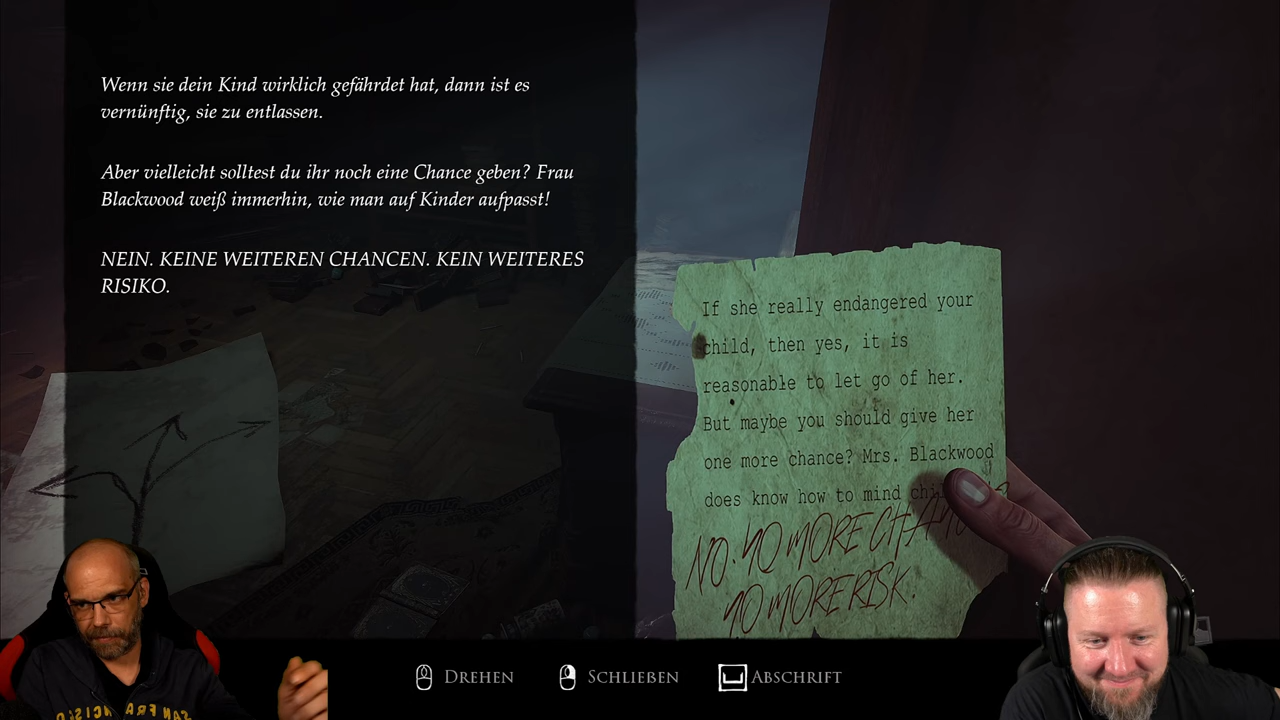 Wenn sie dein Kind wirklich gefährdet hat, dann ist es
vernünftig, sie zu entlassen.
Aber vielleicht solltest du ihr noch eine Chance geben? Frau
Blackwood weiß immerhin, wie man auf Kinder aufpasst!
NEIN. KEINE WEITEREN CHANCEN. KEIN WEITERES
RISIKO.
If she really endangered your
child, then yes, it is
reasonable to let go of her.
But maybe you should give her
one more chance? Mrs. Blackwood
does know how to mind
NO. NO MORE
NO MORE RISK.
DREHEN
SCHLIEẞEN
ABSCHRIFT
SAN FRANCISCO